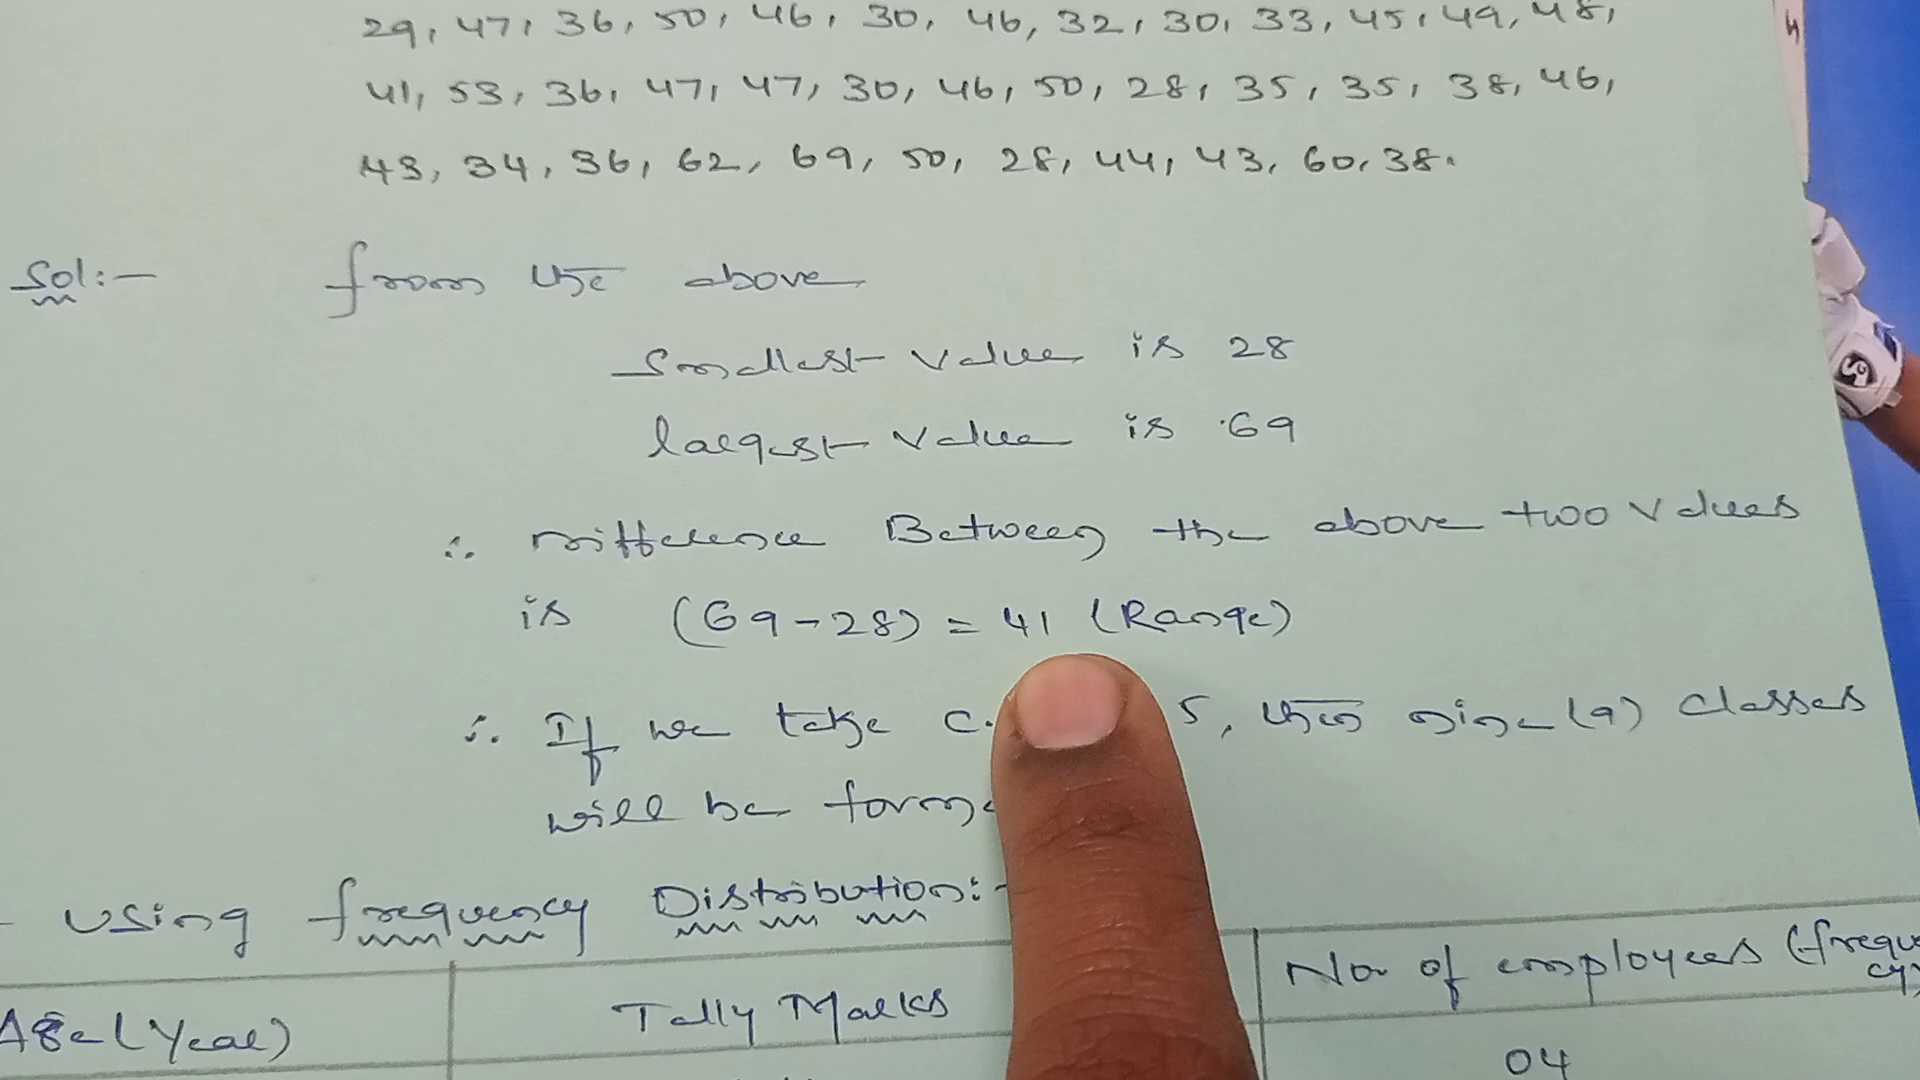 29, 47, 36, 50, 46, 30, 46, 32, 30, 33, 45, 49, 48,
41, 53, 36, 47, 47, 30, 46, 50, 28, 35, 35, 38, 46,
43, 34, 36, 62, 69, 50, 28, 44, 43, 60, 38.
Sol:- from the above
Smallest value is 28
largest value is 69
∴ Difference Between the above two values
is (69-28) = 41 (Range)
∴ If we take C. 5, then nine (9) classes
will be
Using frequency Distribution:-
Age (Year) Tally Marks No. of employees (frequ
cy)
04